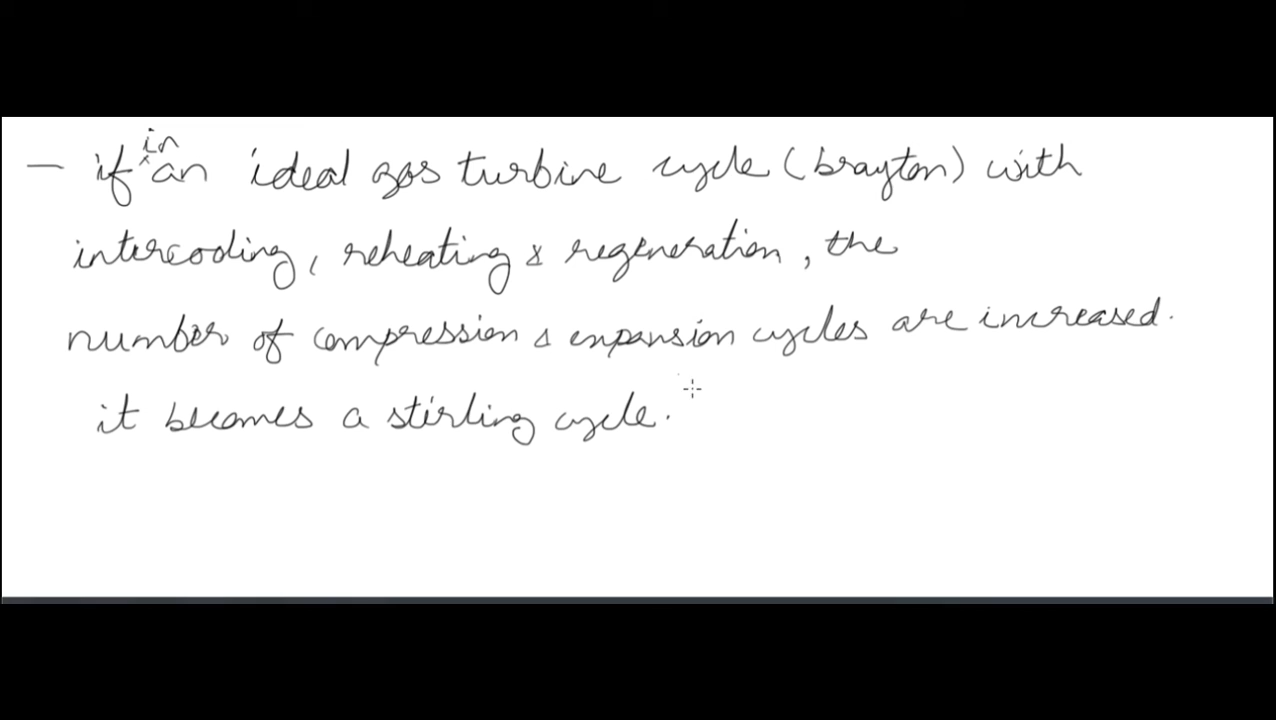 — if in an ideal gas turbine cycle (brayton) with
intercooling, reheating & regeneration, the
number of compression & expansion cycles are increased.
it becomes a stirling cycle.